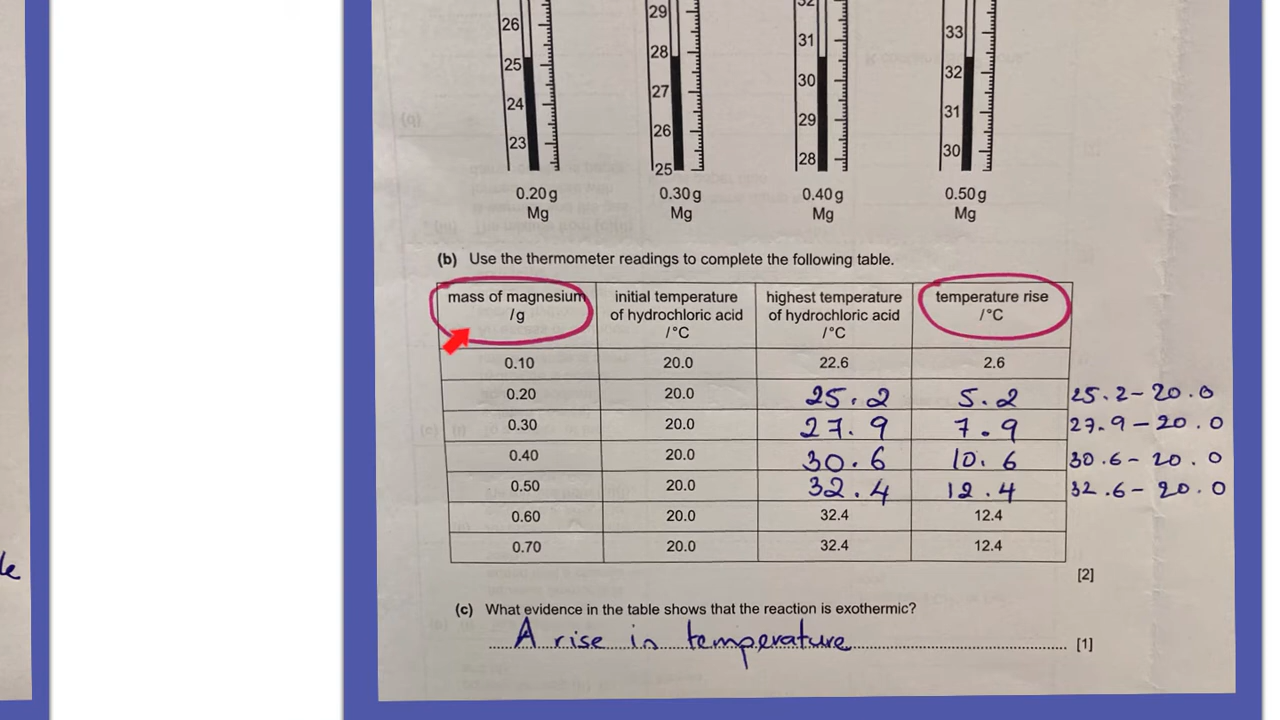 26
25
24
23
29
28
27
26
25
32
31
30
29
28
33
32
31
30
0.20g 0.30g 0.40g 0.50g
Mg Mg Mg Mg
(b) Use the thermometer readings to complete the following table.
mass of magnesium /g
initial temperature of hydrochloric acid /°C
highest temperature of hydrochloric acid /°C
temperature rise /°C
0.10 20.0 22.6 2.6
0.20 20.0 25.2 5.2 25.2 - 20.0
0.30 20.0 27.9 7.9 27.9 - 20.0
0.40 20.0 30.6 10.6 30.6 - 20.0
0.50 20.0 32.4 12.4 32.6 - 20.0
0.60 20.0 32.4 12.4
0.70 20.0 32.4 12.4
[2]
(c) What evidence in the table shows that the reaction is exothermic?
A rise in temperature [1]